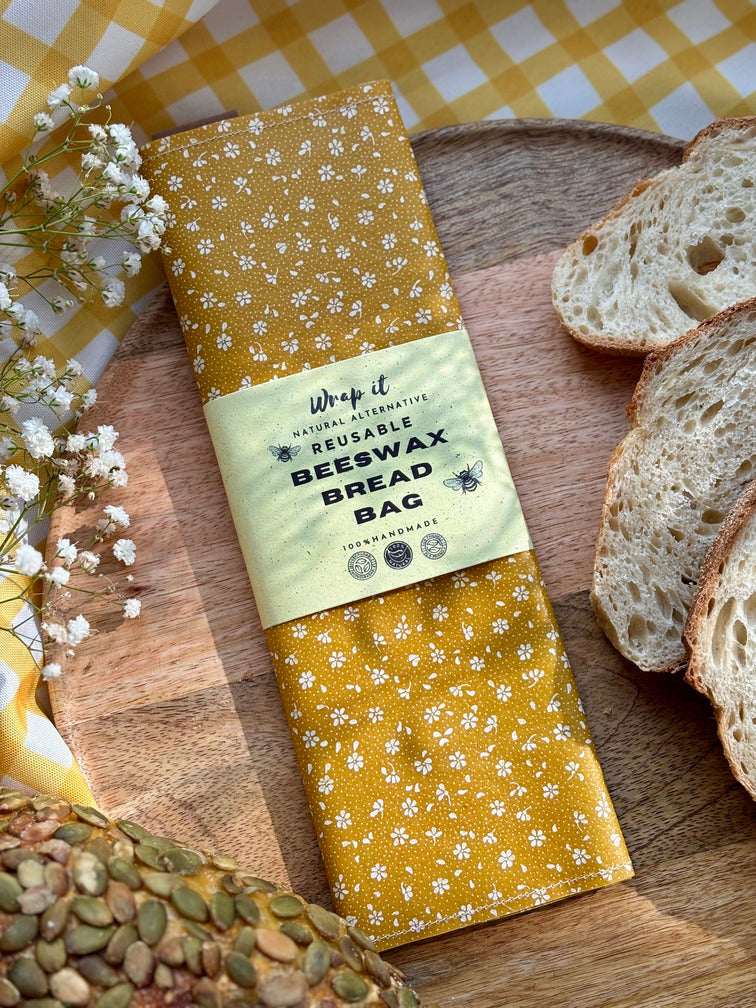 Wrap it
NATURAL ALTERNATIVE
REUSABLE
BEESWAX
BREAD
BAG
100%HANDMADE